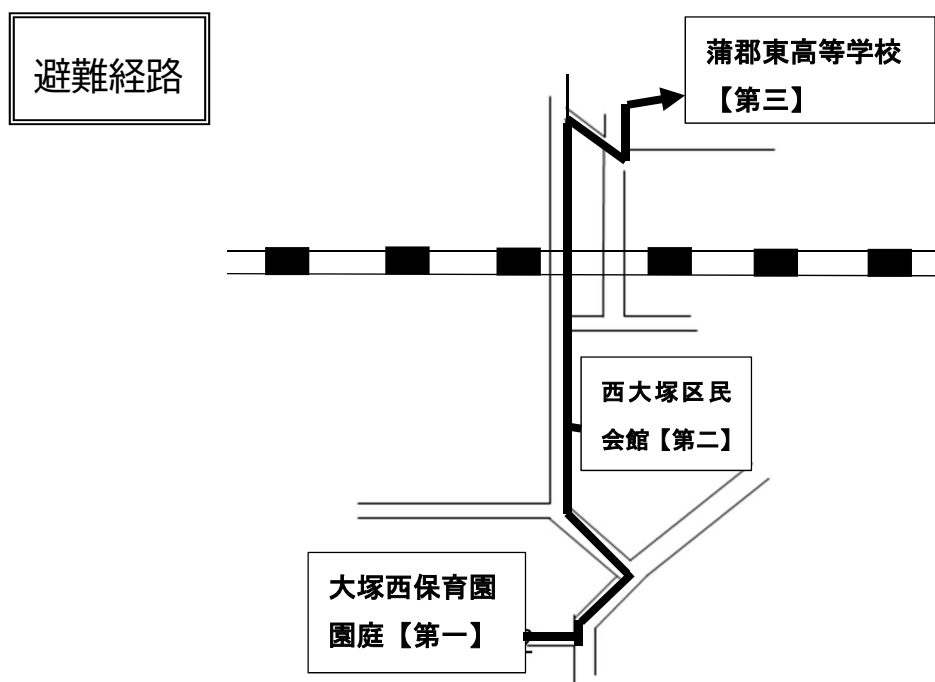 避難経路
蒲郡東高等学校
【第三】
西大塚区民
会館【第二】
大塚西保育園
園庭【第一】